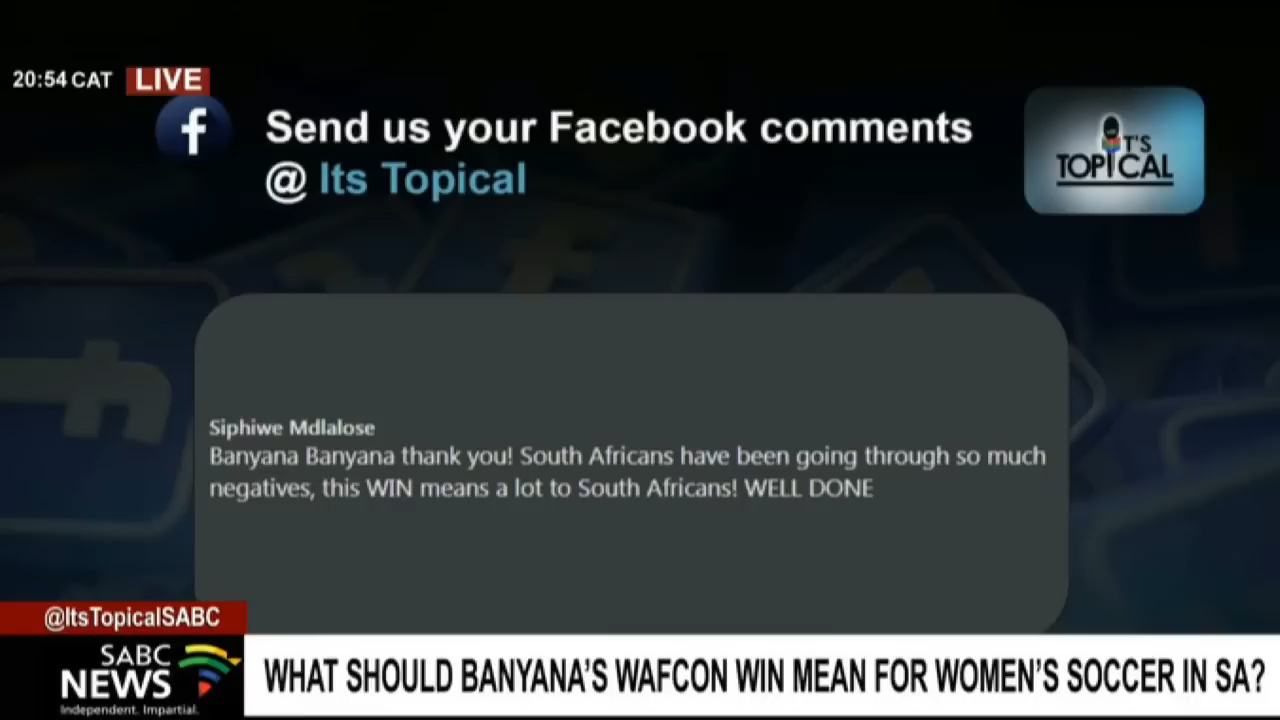 20:54 CAT LIVE
Send us your Facebook comments
@ Its Topical
IT'S
TOPICAL
Siphiwe Mdlalose
Banyana Banyana thank you! South Africans have been going through so much
negatives, this WIN means a lot to South Africans! WELL DONE
@ItsTopicalSABC
SABC
NEWS
Independent. Impartial.
WHAT SHOULD BANYANA'S WAFCON WIN MEAN FOR WOMEN'S SOCCER IN SA?